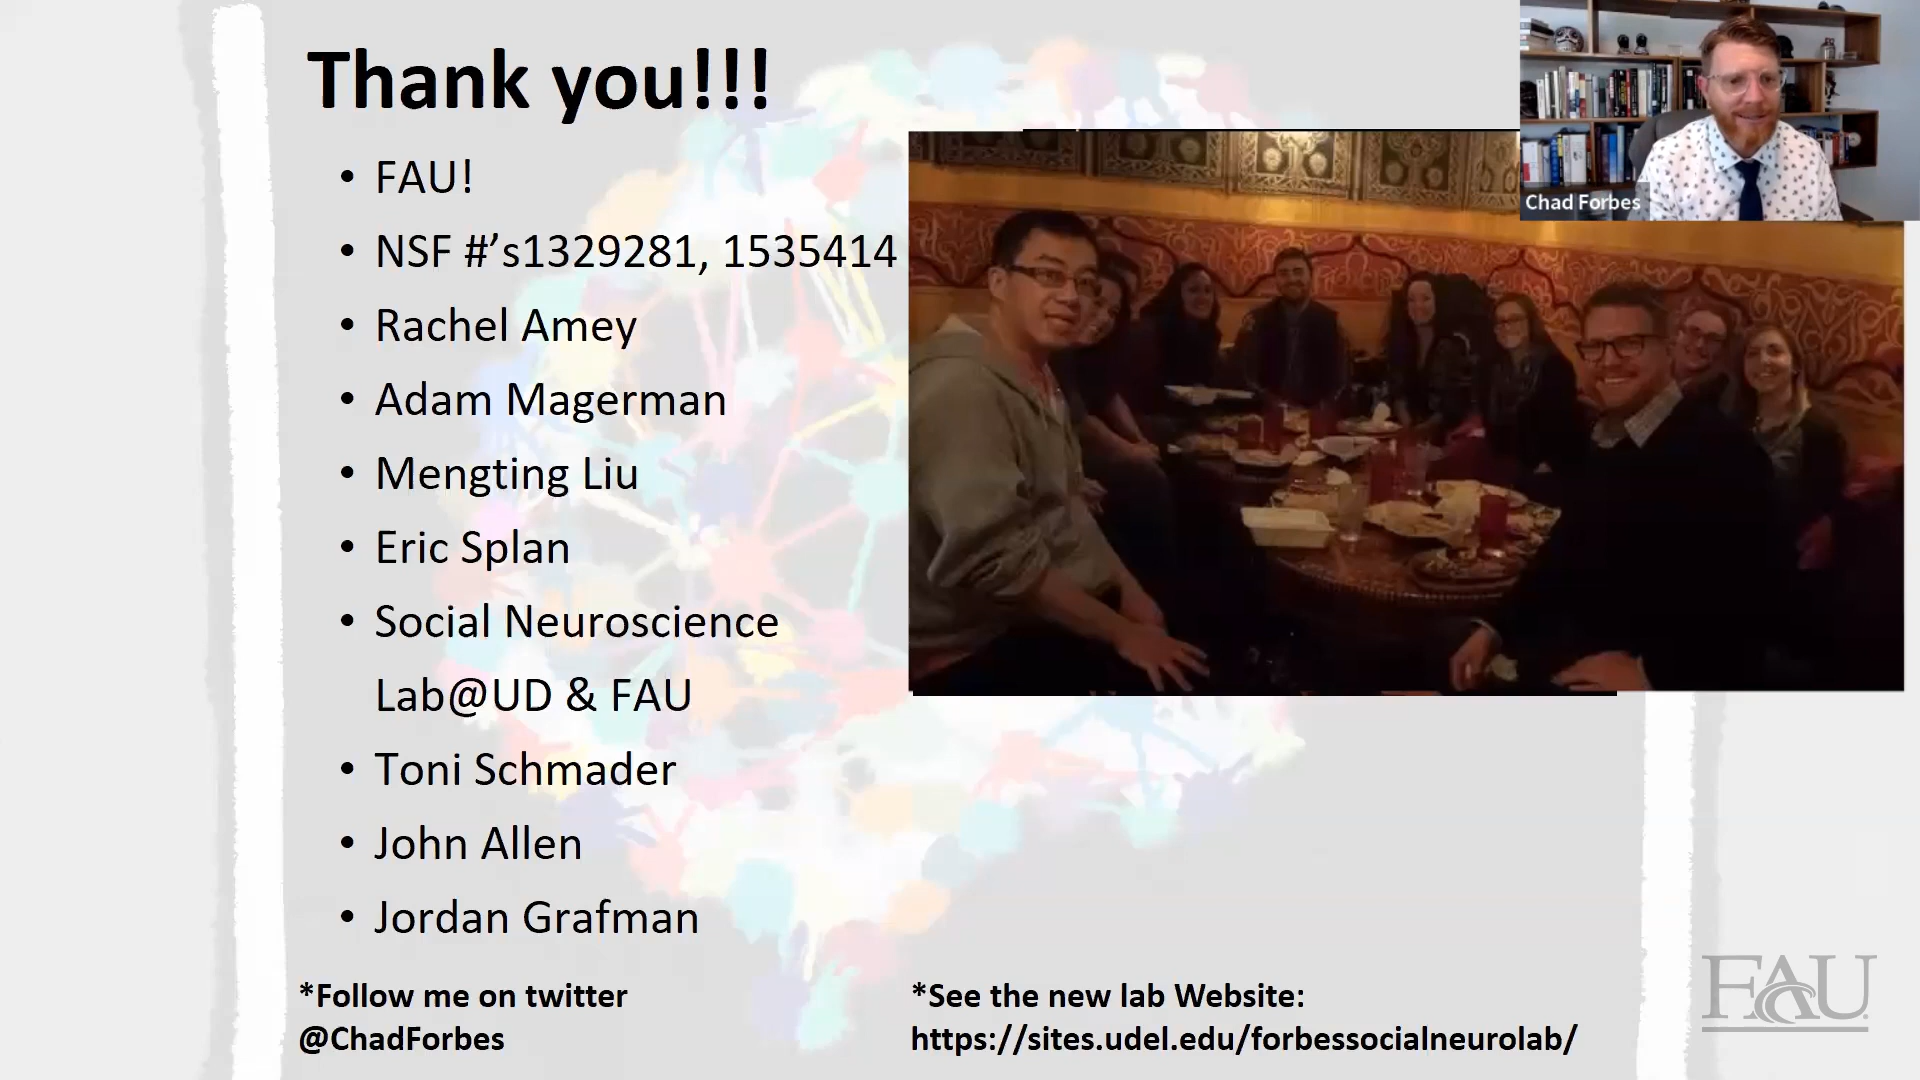 Thank you!!!
• FAU!
• NSF #’s1329281, 1535414
• Rachel Amey
• Adam Magerman
• Mengting Liu
• Eric Splan
• Social Neuroscience
Lab@UD & FAU
• Toni Schmader
• John Allen
• Jordan Grafman
*Follow me on twitter
@ChadForbes
*See the new lab Website:
https://sites.udel.edu/forbessocialneurolab/
Chad Forbes
FAU